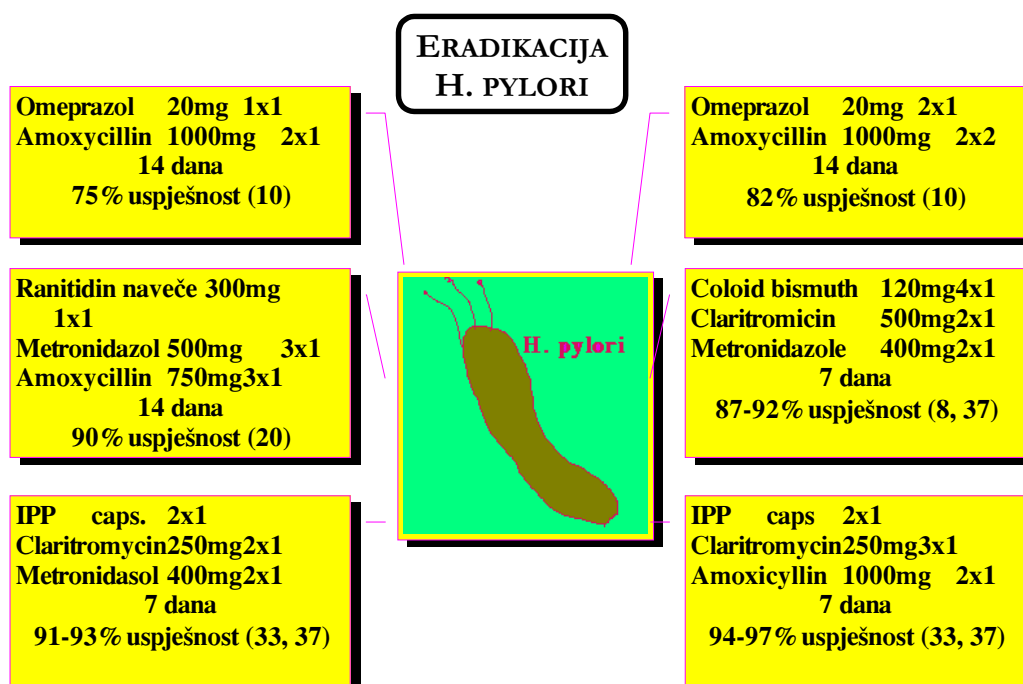 ERADIKACIJA
H. PYLORI
Omeprazol 20mg 1x1
Amoxycillin 1000mg 2x1
14 dana
75% uspješnost (10)
Omeprazol 20mg 2x1
Amoxycillin 1000mg 2x2
14 dana
82% uspješnost (10)
Ranitidin naveče 300mg
1x1
Metronidazol 500mg 3x1
Amoxycillin 750mg3x1
14 dana
90% uspješnost (20)
H. pylori
Coloid bismuth 120mg4x1
Claritromicin 500mg2x1
Metronidazole 400mg2x1
7 dana
87-92% uspješnost (8, 37)
IPP caps. 2x1
Claritromycin250mg2x1
Metronidasol 400mg2x1
7 dana
91-93% uspješnost (33, 37)
IPP caps 2x1
Claritromycin250mg3x1
Amoxicyllin 1000mg 2x1
7 dana
94-97% uspješnost (33, 37)